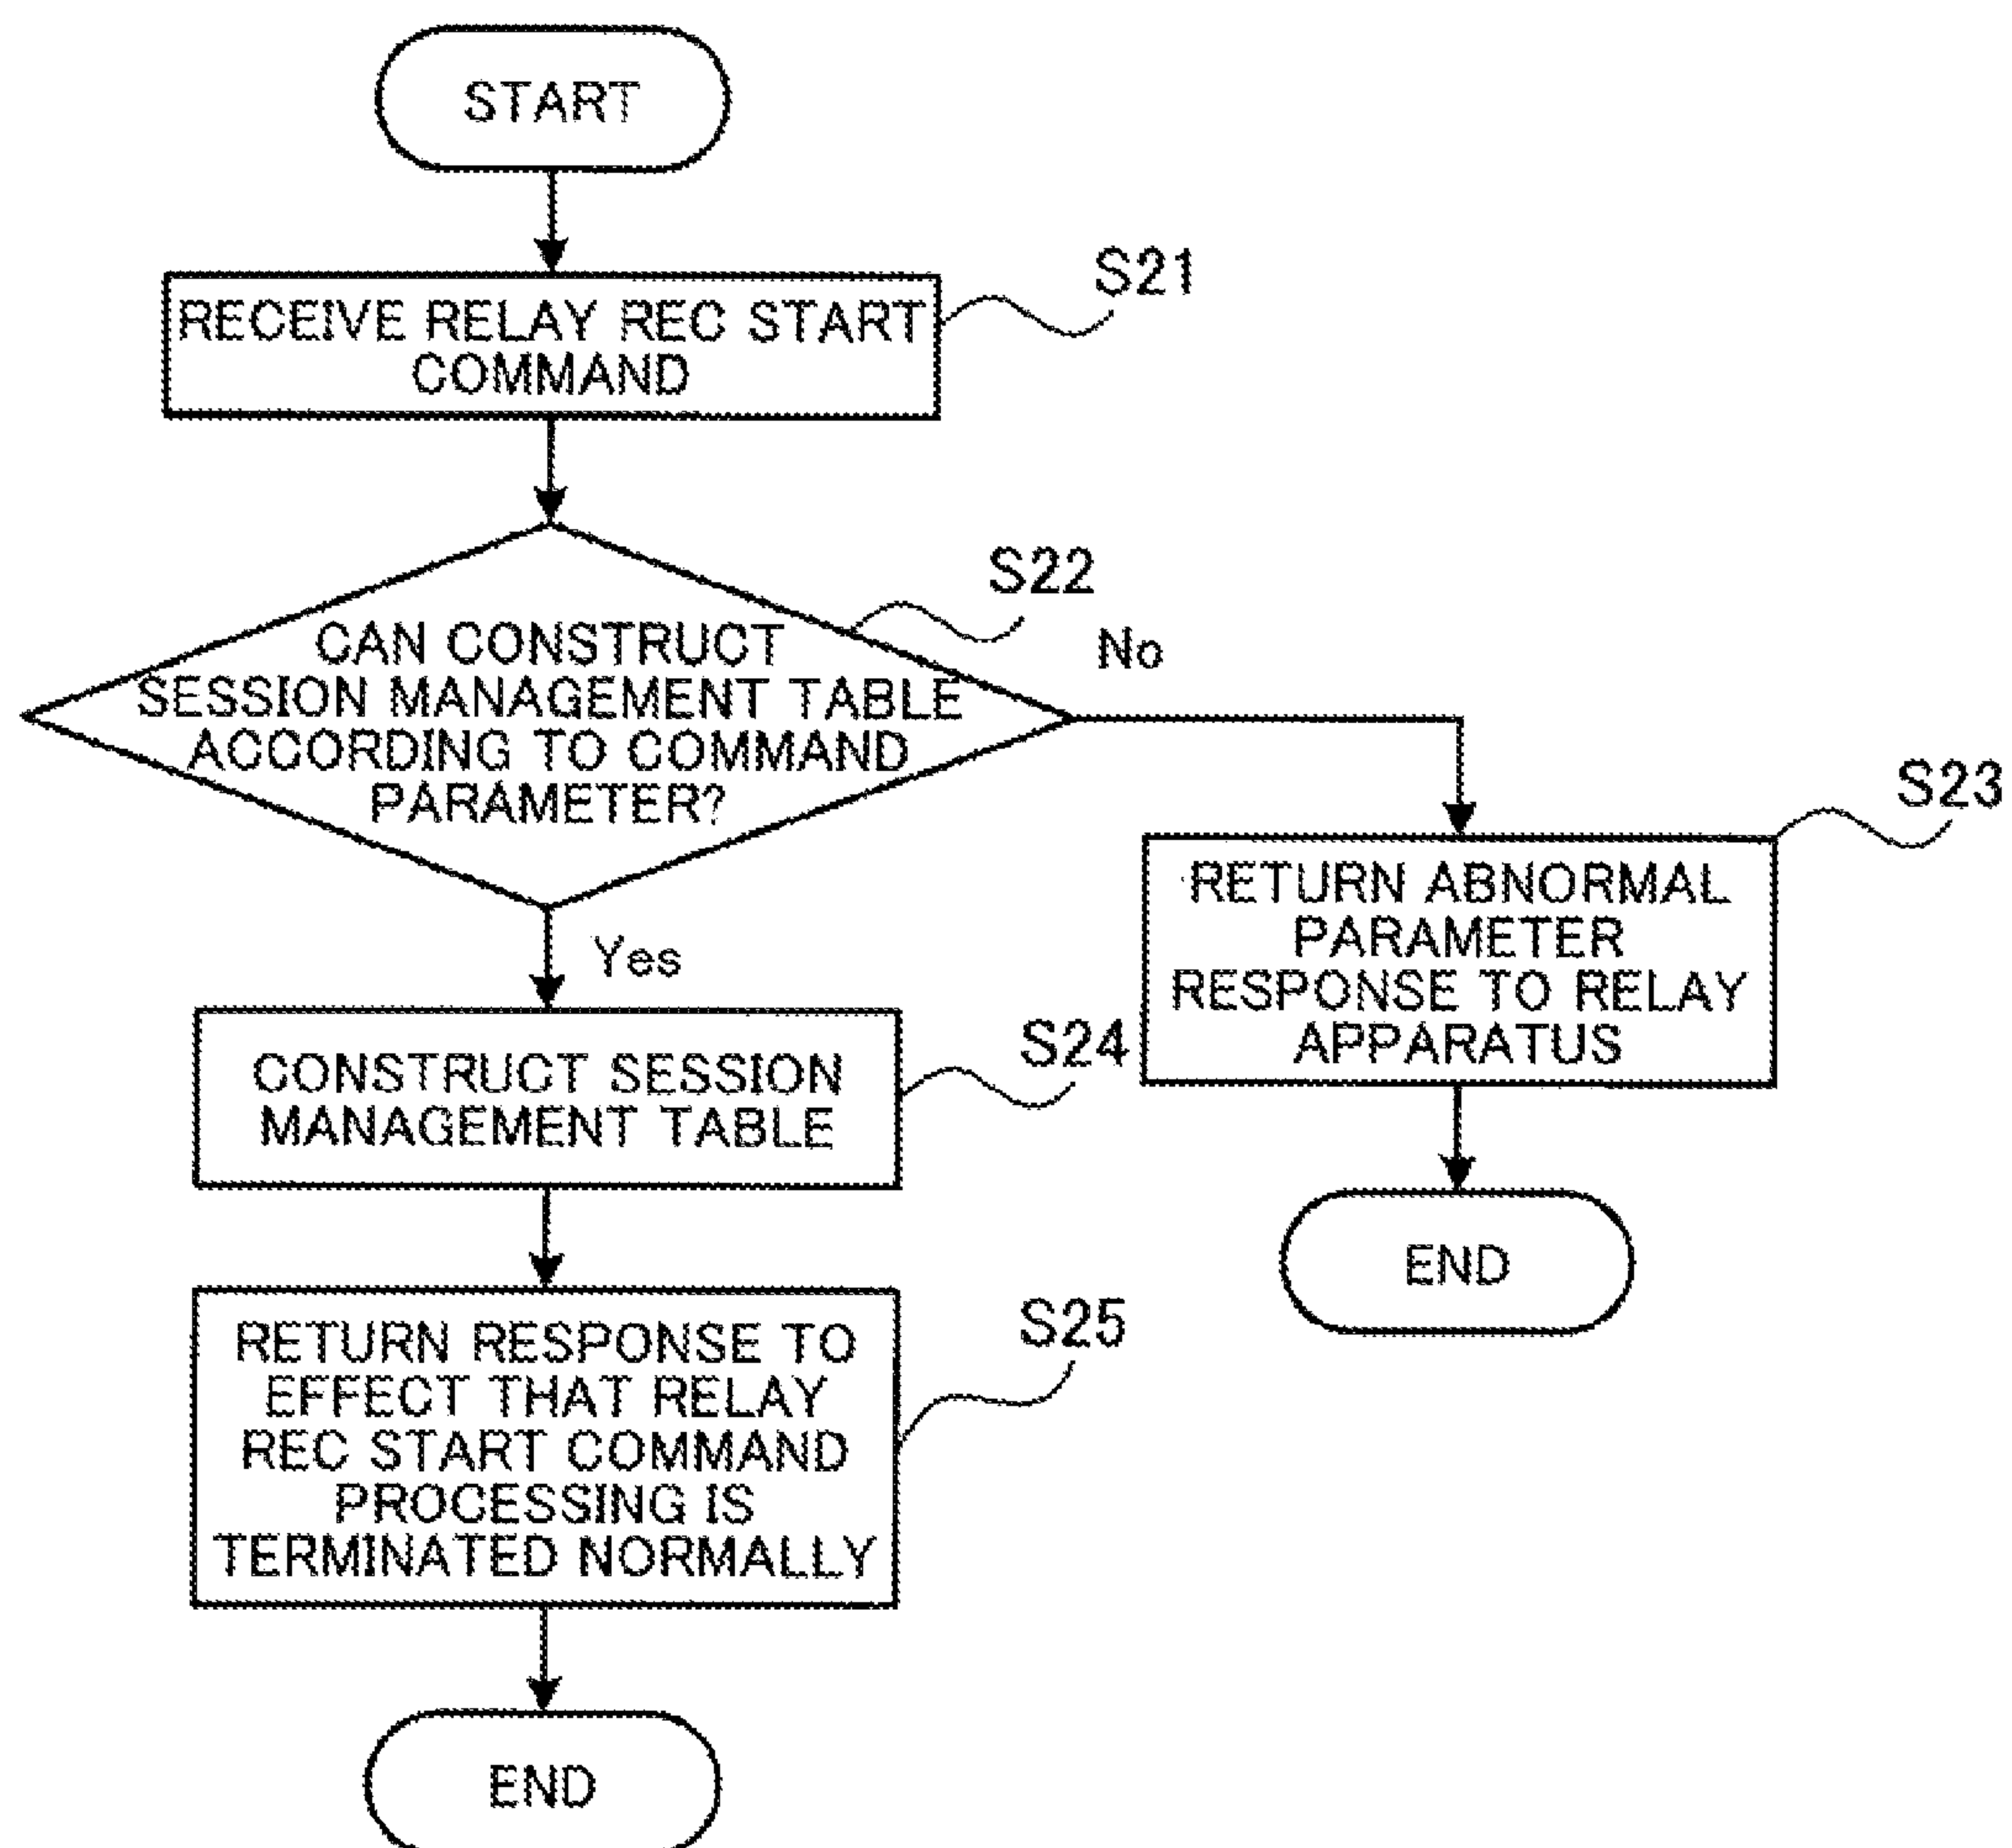 START
S21
RECEIVE RELAY REC START
COMMAND
S22
CAN CONSTRUCT
SESSION MANAGEMENT TABLE
ACCORDING TO COMMAND
PARAMETER?
No
Yes
S23
RETURN ABNORMAL
PARAMETER
RESPONSE TO RELAY
APPARATUS
END
S24
CONSTRUCT SESSION
MANAGEMENT TABLE
S25
RETURN RESPONSE TO
EFFECT THAT RELAY
REC START COMMAND
PROCESSING IS
TERMINATED NORMALLY
END